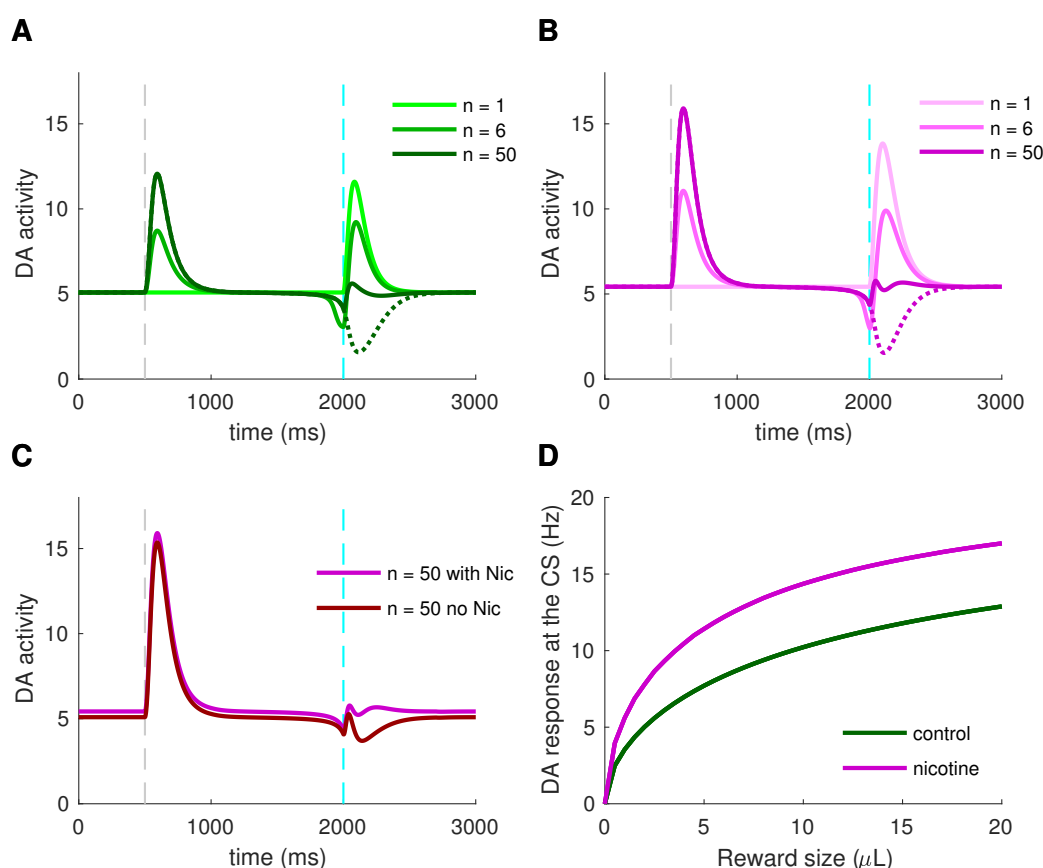 A
DA activity
15
10
5
0
n = 1
n = 6
n = 50
0 1000 2000 3000
time (ms)
B
DA activity
15
10
5
0
n = 1
n = 6
n = 50
0 1000 2000 3000
time (ms)
C
DA activity
15
10
5
0
n = 50 with Nic
n = 50 no Nic
0 1000 2000 3000
time (ms)
D
DA response at the CS (Hz)
20
15
10
5
0
control
nicotine
0 5 10 15 20
Reward size (μL)